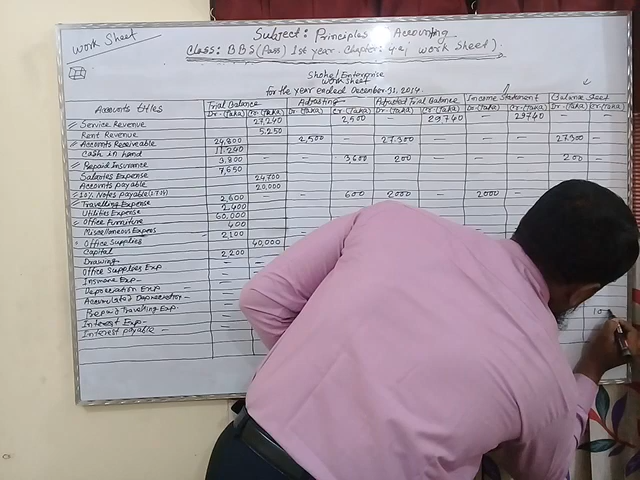 Work Sheet
Subject: Principles of Accounting
Class: BBS (Pass) 1st year. Chapter: 4(e) Work Sheet).
Shohel Enterprise
Work Sheet
for the year ended December 31, 2014.
Accounts titles Trial Balance Adjusting Adjusted Trial Balance Income Statement Balance Seet
Dr-(Taka) Cr-(Taka) Dr-(Taka) Cr-(Taka) Dr-(Taka) Cr-(Taka) Dr-(Taka) Cr-(Taka) Dr-(Taka) Cr-(Taka)
Service Revenue 27,240 2,500 29,740 29740
Rent Revenue 5,250
Accounts Receivable 24,800 2,500 27.300 27.300
Cash in hand 11.240
Prepaid Insurance 3,800 3,600 200 200
Salaries Expense 7,650
Accounts payable 24700
10% Notes payable 20,000
Travelling Expense 2,600 600 2000 2000
Utilities Expense 2,400
Office Furniture 60,000
Miscellaneous Expres 400
Office Supplies 2,100
Capital 40,000
Drawing 2,200
Office Supplies Exp
Insurance Exp-
Depreciation Exp-
Accumulated Depreciation- 10
Prepaid Travelling Exp.
Interest Exp-
Interest payable -